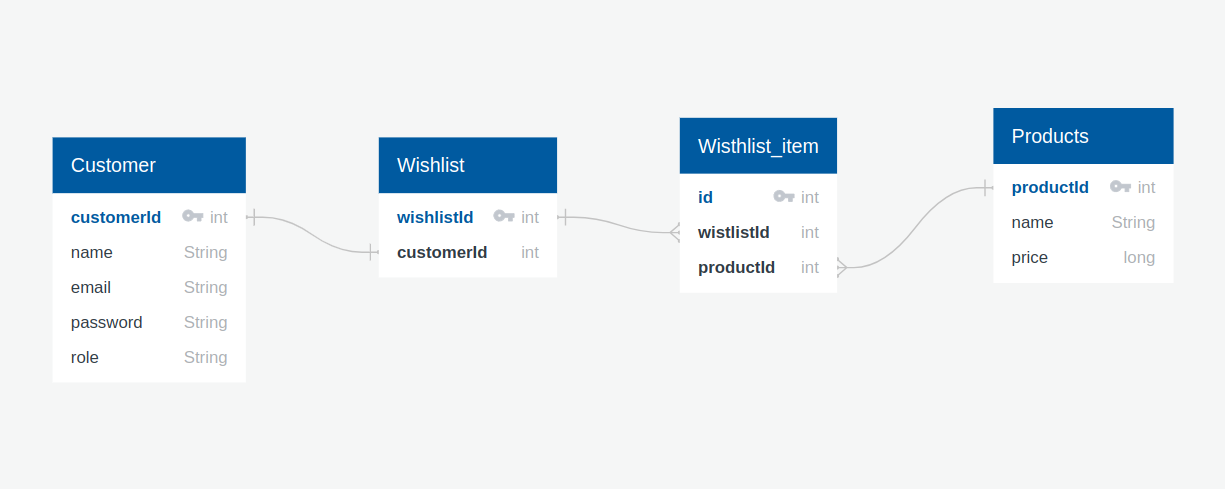 Customer
customerId int
name String
email String
password String
role String
Wishlist
wishlistId int
customerId int
Wisthlist_item
id int
wistlistId int
productId int
Products
productId int
name String
price long